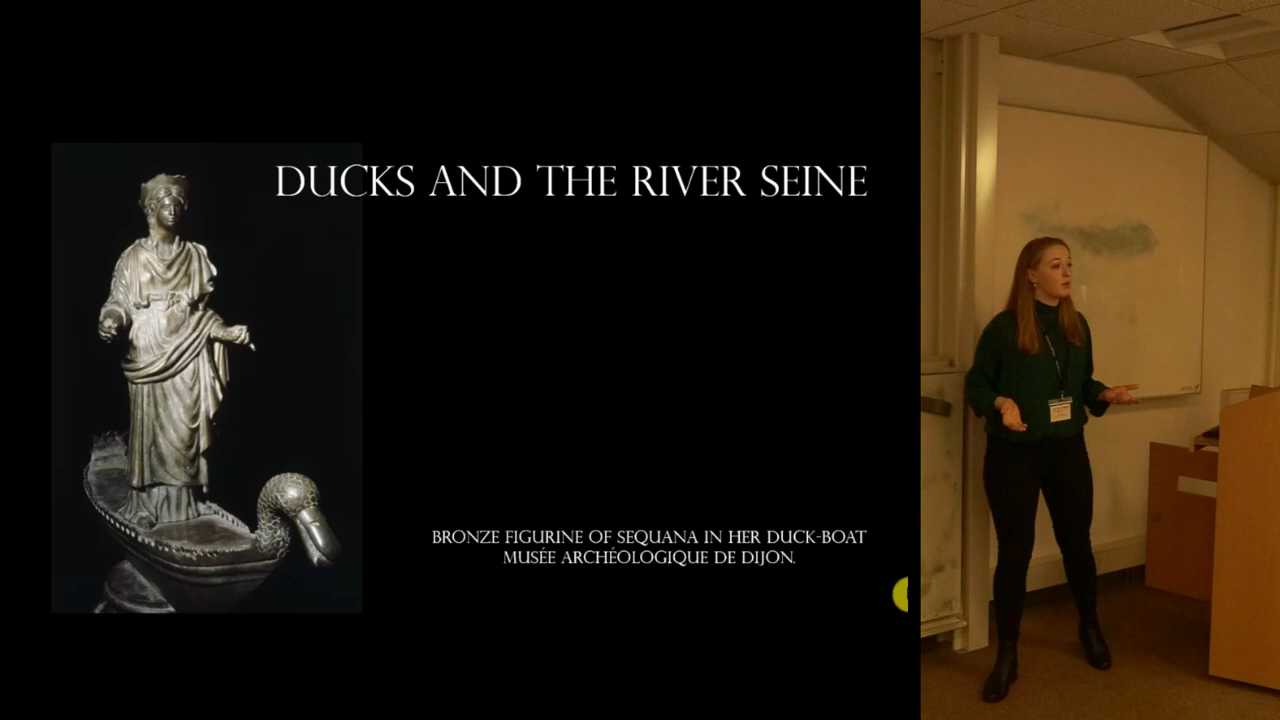 DUCKS AND THE RIVER SEINE
BRONZE FIGURINE OF SEQUANA IN HER DUCK-BOAT
MUSÉE ARCHÉOLOGIQUE DE DIJON.